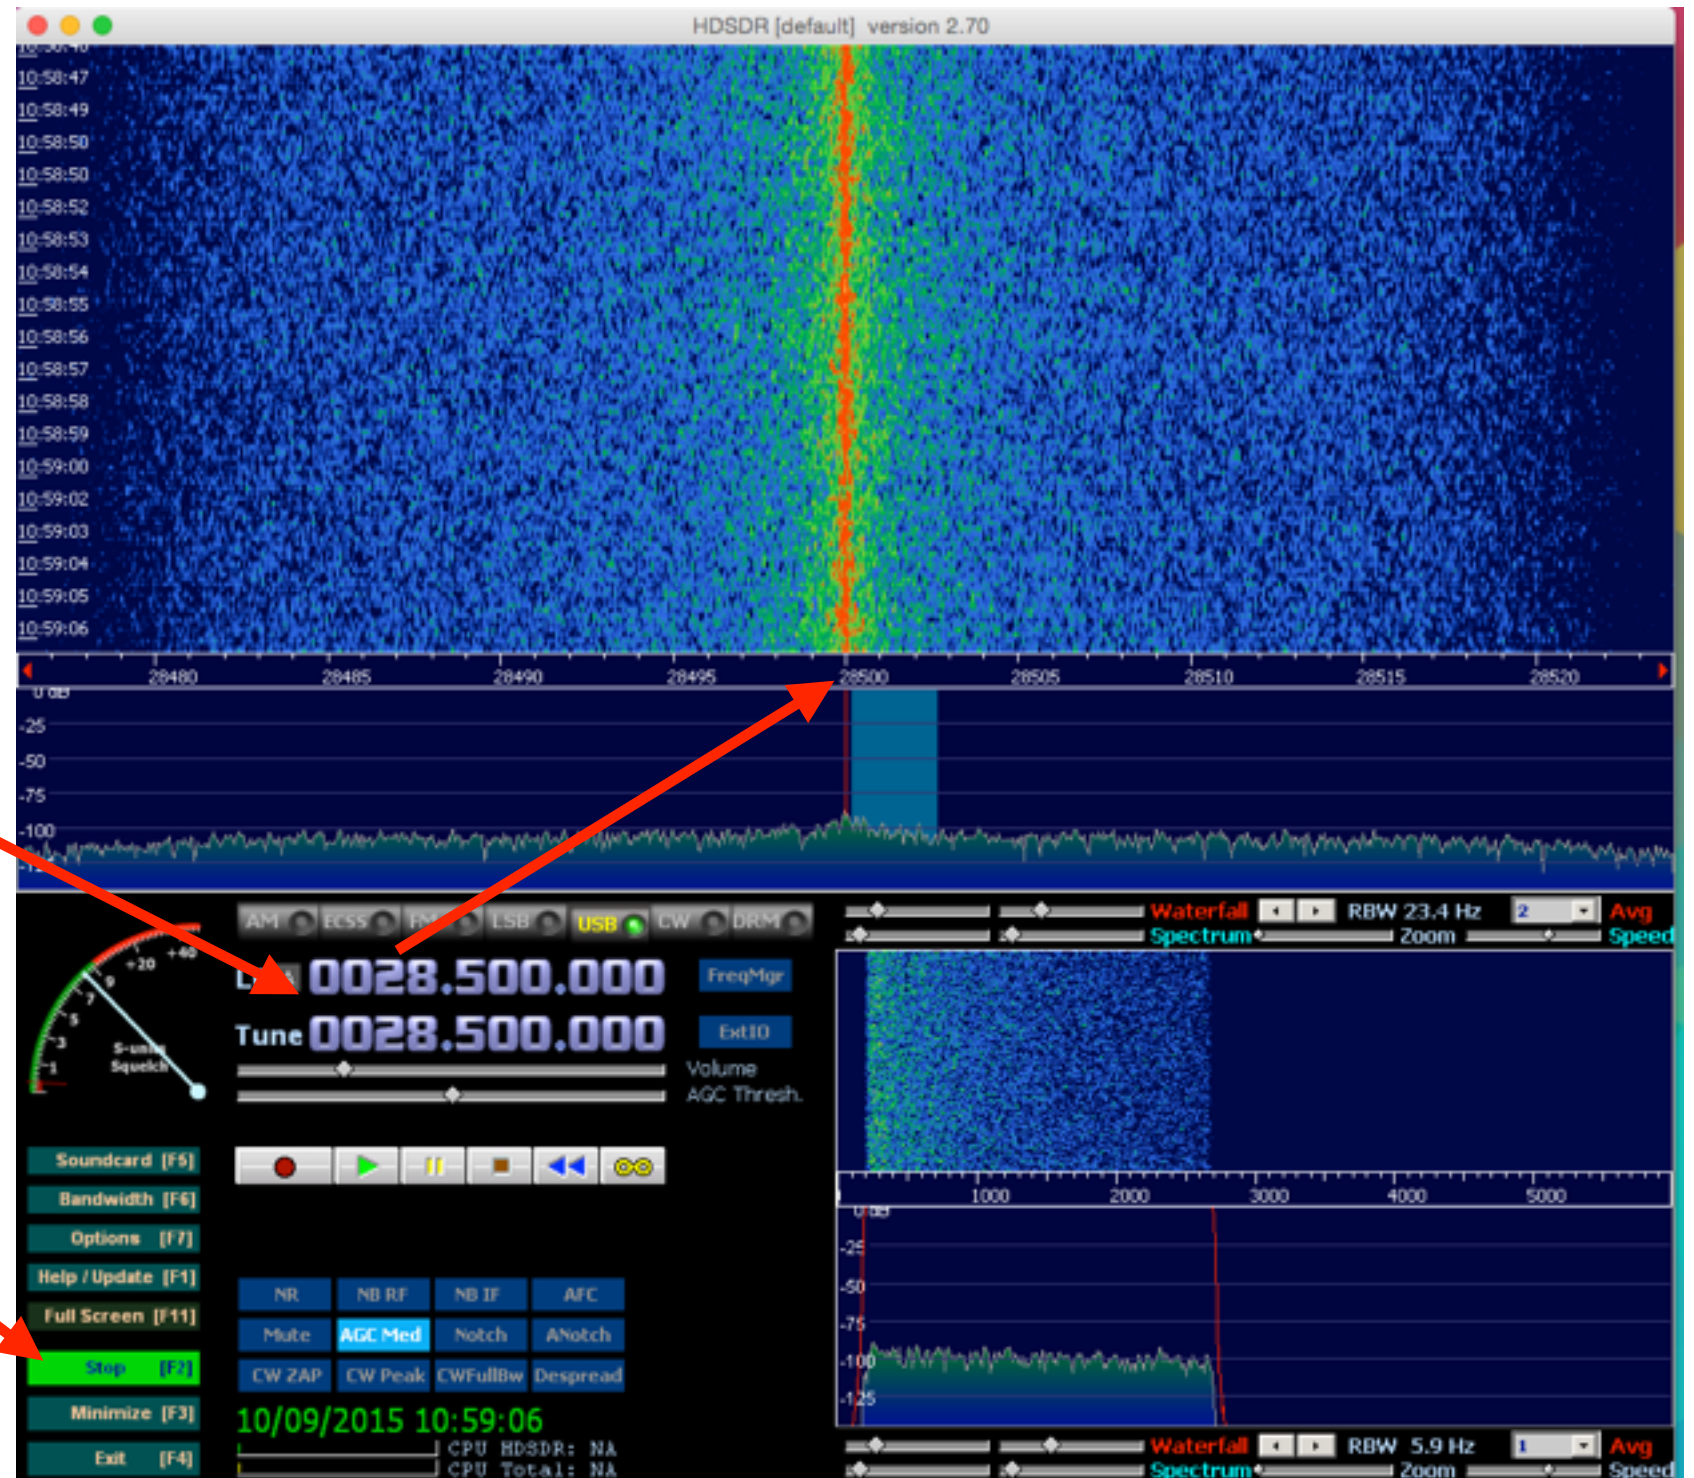 HDSDR [default] version 2.70
10:58:47
10:58:49
10:58:50
10:58:50
10:58:52
10:58:53
10:58:54
10:58:55
10:58:56
10:58:57
10:58:58
10:58:59
10:59:00
10:59:02
10:59:03
10:59:04
10:59:05
10:59:06
28480 28485 28490 28495 28500 28505 28510 28515 28520
0 dB
-25
-50
-75
-100
AM ECSS FM LSB USB CW DRM
Waterfall RBW 23.4 Hz 2 Avg
Spectrum Zoom Speed
+20 +40
9
7
5
3
1
S-units
Squelch
0028.500.000 FreqMgr
Tune 0028.500.000 ExtIO
Volume
AGC Thresh.
Soundcard [F5]
Bandwidth [F6]
Options [F7]
Help / Update [F1]
Full Screen [F11]
Stop [F2]
Minimize [F3]
Exit [F4]
NR NB RF NB IF AFC
Mute AGC Med Notch ANotch
CW ZAP CW Peak CWFullBw Despread
10/09/2015 10:59:06
CPU HDSDR: NA
CPU Total: NA
1000 2000 3000 4000 5000
0 dB
-25
-50
-75
-100
-125
Waterfall RBW 5.9 Hz 1 Avg
Spectrum Zoom Speed